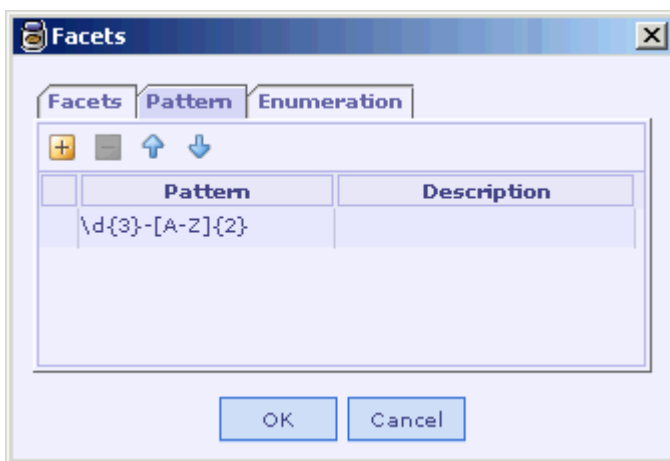 Facets
Facets Pattern Enumeration
Pattern Description
\d{3}-[A-Z]{2}
OK Cancel